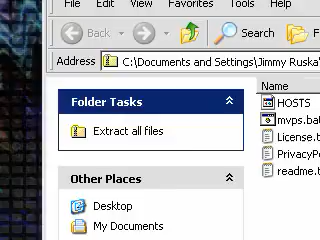 File Edit View Favorites Tools Help
Back Search
Address C:\Documents and Settings\Jimmy Ruska
Name
Folder Tasks
HOSTS
mvps.ba
Extract all files
License.t
PrivacyPo
readme.t
Other Places
Desktop
My Documents